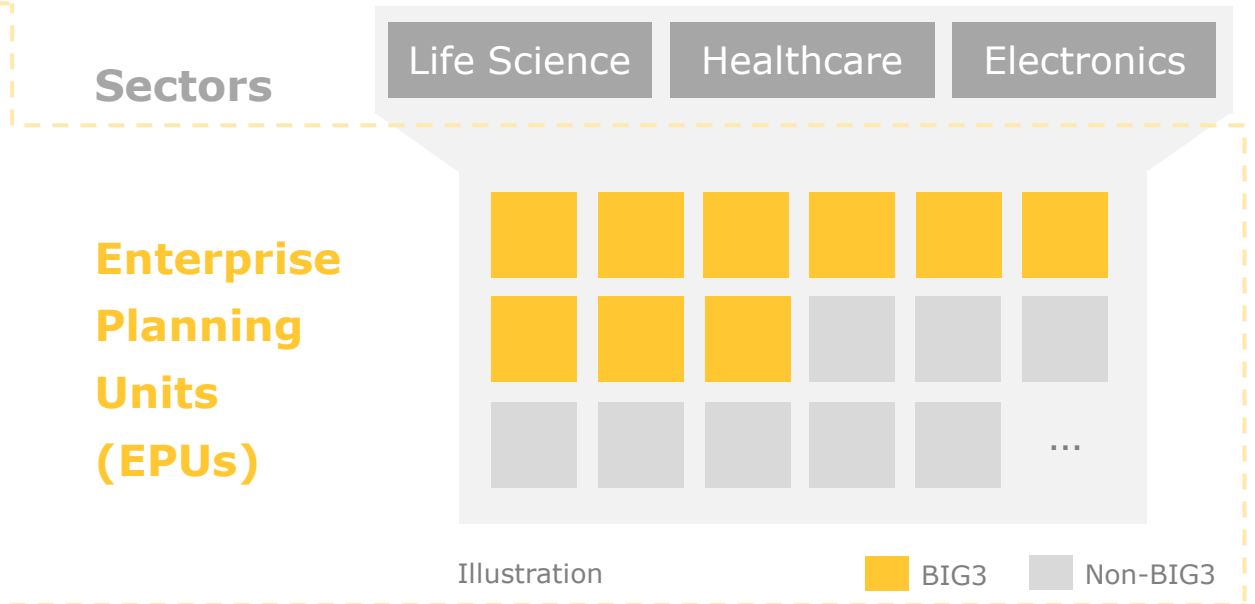 Sectors
Life Science
Healthcare
Electronics
Enterprise
Planning
Units
(EPUs)
...
Illustration
BIG3
Non-BIG3